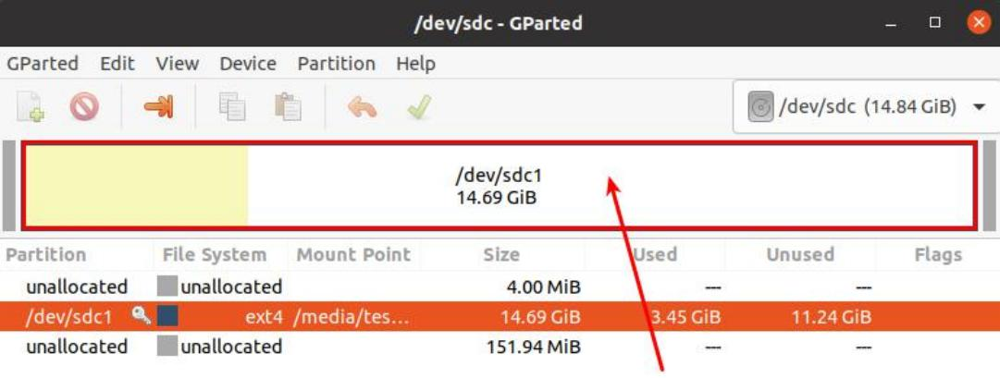 /dev/sdc - GParted
GParted Edit View Device Partition Help
/dev/sdc (14.84 GiB)
/dev/sdc1
14.69 GiB
Partition File System Mount Point Size Used Unused Flags
unallocated unallocated 4.00 MiB --- ---
/dev/sdc1 ext4 /media/tes... 14.69 GiB 3.45 GiB 11.24 GiB
unallocated unallocated 151.94 MiB --- ---